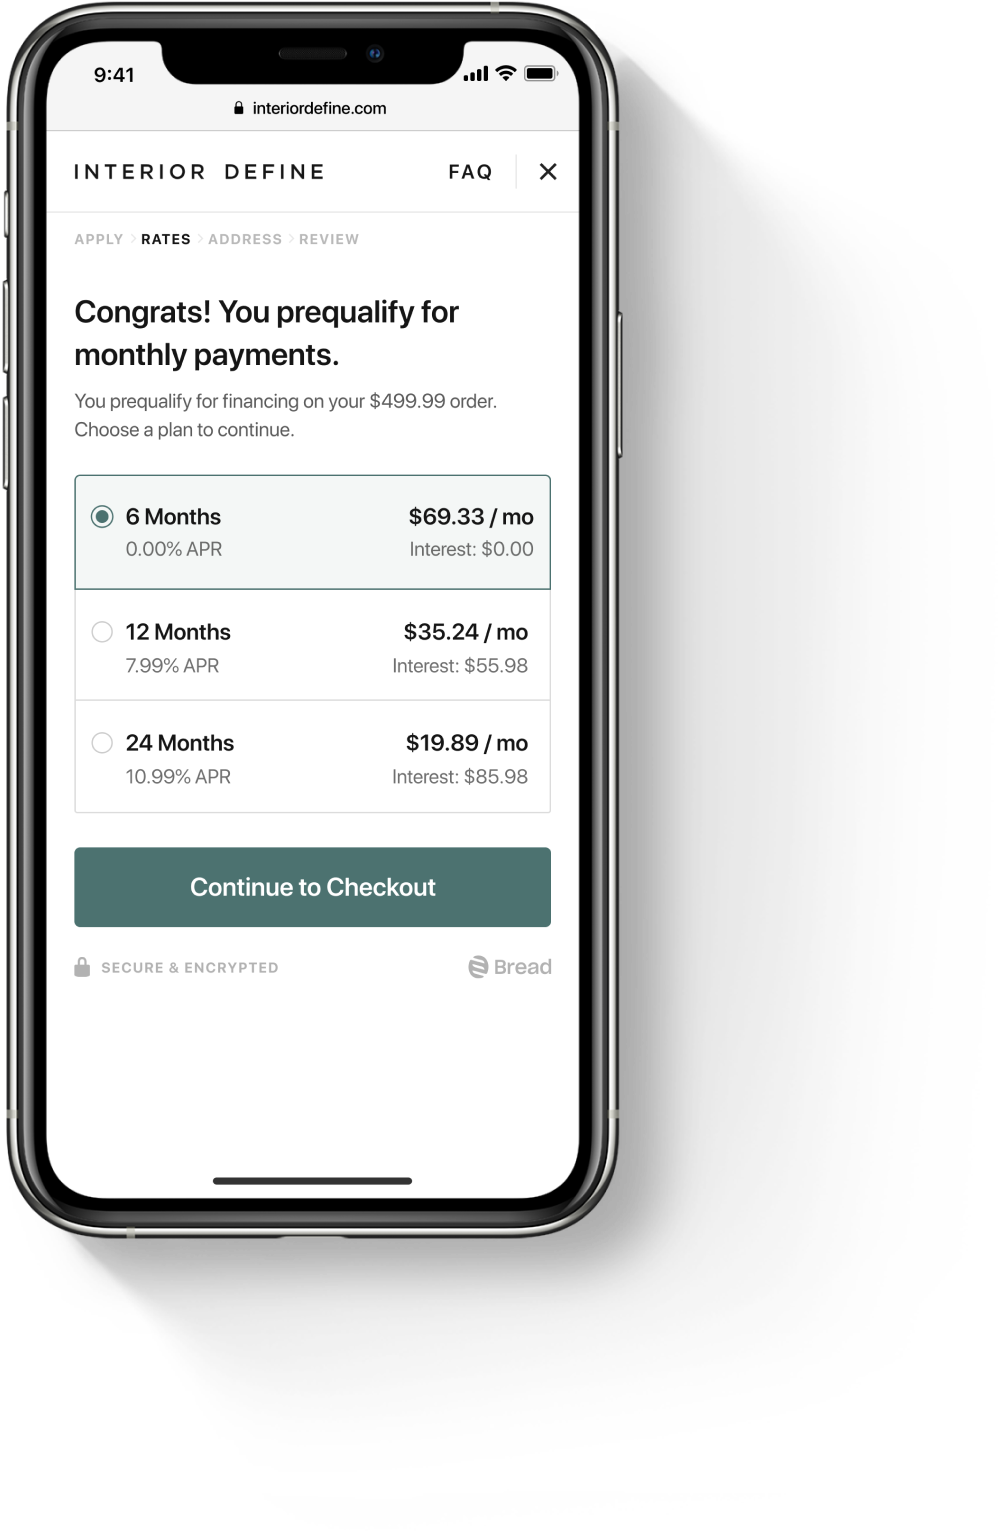 9:41
interiordefine.com
INTERIOR DEFINE FAQ
APPLY RATES ADDRESS REVIEW
Congrats! You prequalify for
monthly payments.
You prequalify for financing on your $499.99 order.
Choose a plan to continue.
6 Months $69.33 / mo
0.00% APR Interest: $0.00
12 Months $35.24 / mo
7.99% APR Interest: $55.98
24 Months $19.89 / mo
10.99% APR Interest: $85.98
Continue to Checkout
SECURE & ENCRYPTED Bread